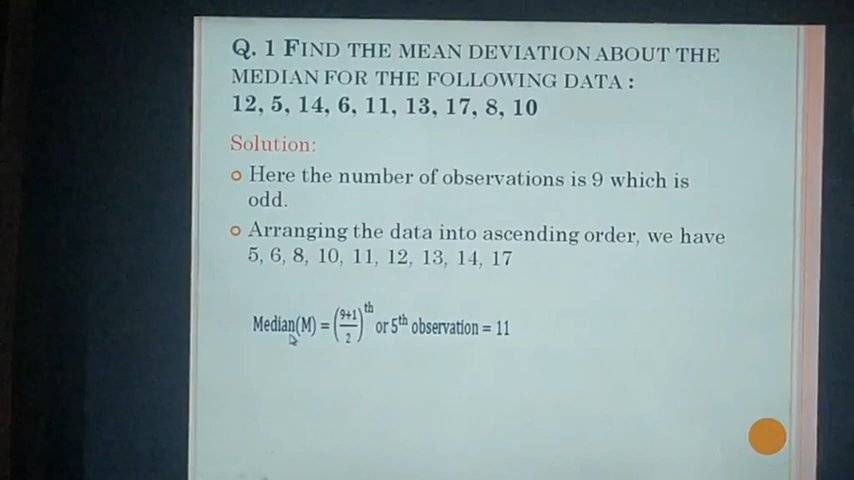 Q. 1 FIND THE MEAN DEVIATION ABOUT THE
MEDIAN FOR THE FOLLOWING DATA :
12, 5, 14, 6, 11, 13, 17, 8, 10
Solution:
Here the number of observations is 9 which is
odd.
Arranging the data into ascending order, we have
5, 6, 8, 10, 11, 12, 13, 14, 17
Median(M) = (9+1/2)th or 5th observation = 11